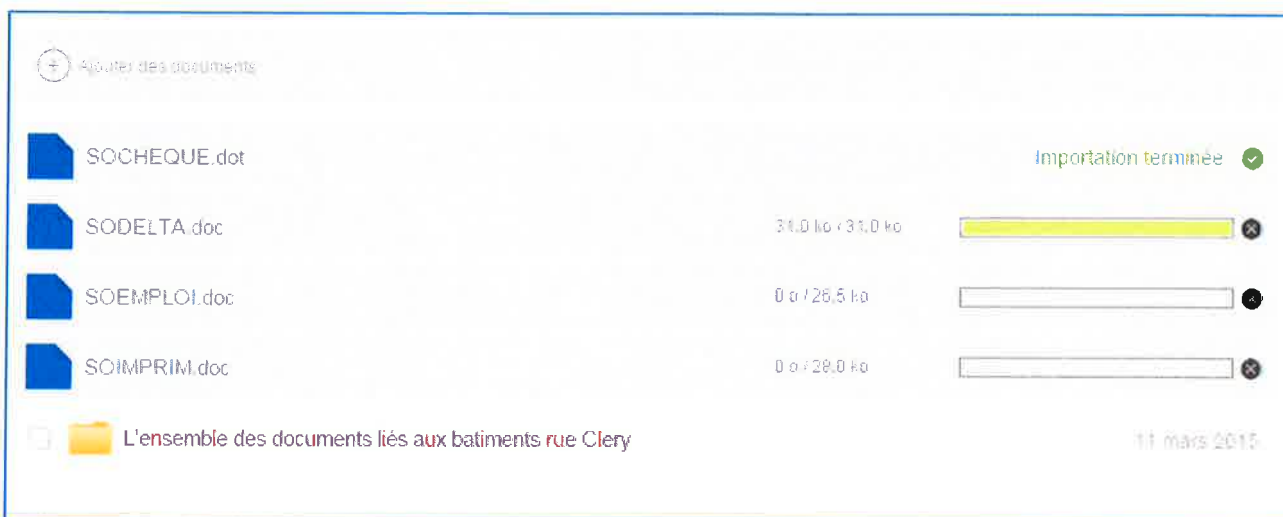 Ajouter des documents
SOCHEQUE.dot Importation terminée
SODELTA.doc 31,0 ko / 31,0 ko
SOEMPLOI.doc 0 o / 26,5 ko
SOIMPRIM.doc 0 o / 28,0 ko
L'ensemble des documents liés aux batiments rue Clery 11 mars 2015